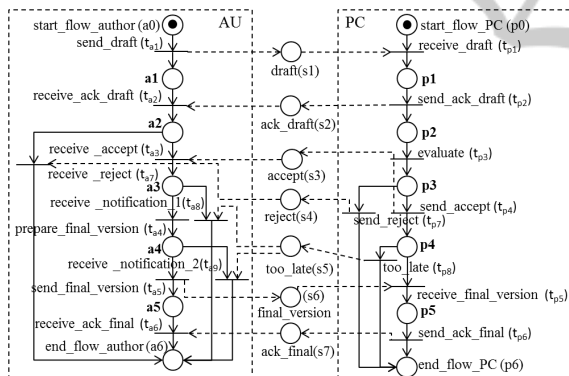 start_flow_author (a0)
AU
PC
start_flow_PC (p0)
send_draft (ta1)
receive_draft (tp1)
draft(s1)
a1
p1
receive_ack_draft (ta2)
send_ack_draft (tp2)
ack_draft(s2)
a2
p2
receive _accept (ta3)
evaluate (tp3)
accept(s3)
receive _reject (ta7)
a3
p3
receive _notification_1(ta8)
reject(s4)
send_accept (tp4)
send_reject (tp7)
prepare_final_version (ta4)
a4
p4
receive _notification_2(ta9)
too_late(s5)
too_late (tp8)
send_final_version (ta5)
(s6)
receive_final_version (tp5)
final_version
a5
p5
receive_ack_final (ta6)
send_ack_final (tp6)
ack_final(s7)
end_flow_author (a6)
end_flow_PC (p6)